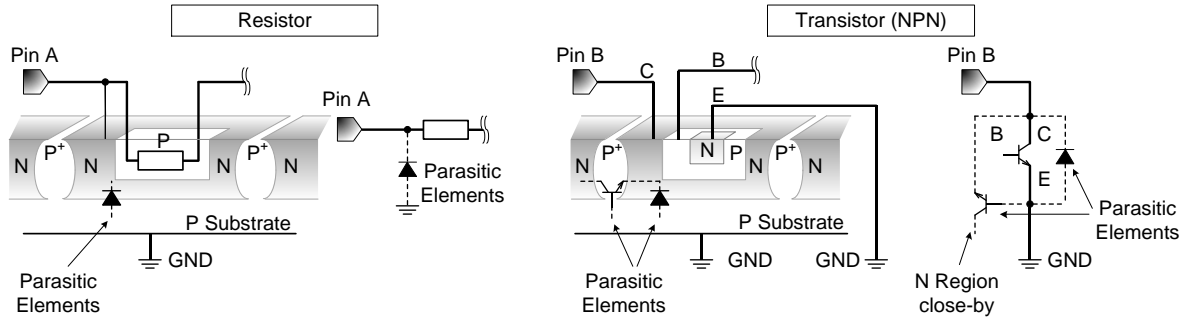 Resistor
Transistor (NPN)
Pin A
Pin B
Pin B
C
B
E
Pin A
N
P+
N
P
N
P+
N
Parasitic
Elements
N
P+
N
N
P
N
P+
N
B
C
E
P Substrate
GND
Parasitic
Elements
P Substrate
GND
GND
Parasitic
Elements
Parasitic
Elements
N Region
close-by
GND